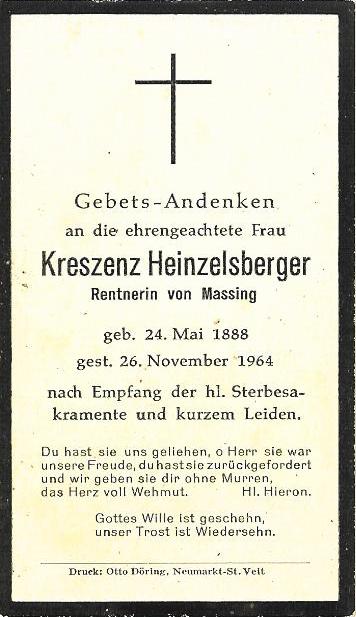 Gebets-Andenken
an die ehrengeachtete Frau
Kreszenz Heinzelsberger
Rentnerin von Massing
geb. 24. Mai 1888
gest. 26. November 1964
nach Empfang der hl. Sterbesa-
kramente und kurzem Leiden.
Du hast sie uns geliehen, o Herr sie war
unsere Freude, du hast sie zurückgefordert
und wir geben sie dir ohne Murren,
das Herz voll Wehmut. Hl. Hieron.
Gottes Wille ist geschehn,
unser Trost ist Wiedersehn.
Druck: Otto Döring, Neumarkt-St. Veit